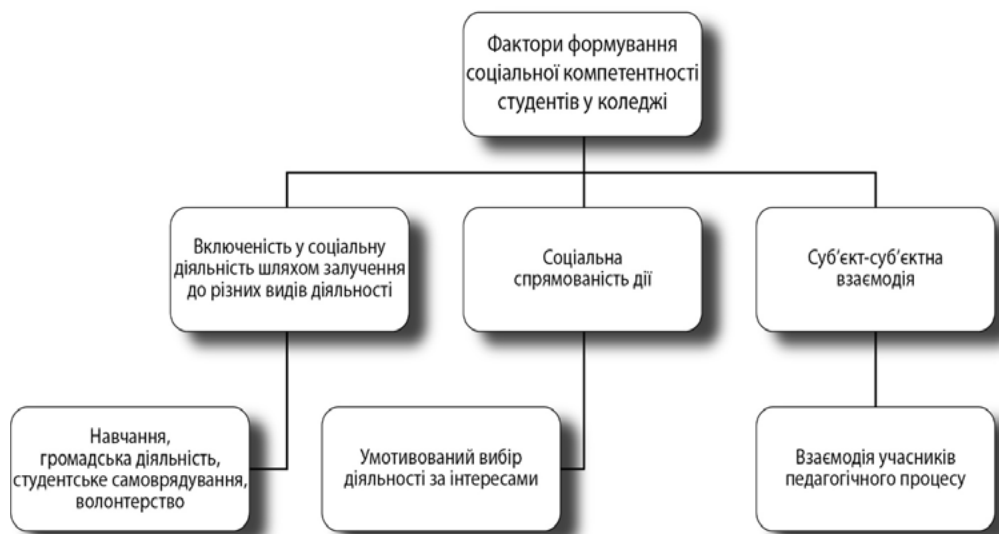 Фактори формування
соціальної компетентності
студентів у коледжі
Включеність у соціальну
діяльність шляхом залучення
до різних видів діяльності
Соціальна
спрямованість дії
Суб’єкт-суб’єктна
взаємодія
Навчання,
громадська діяльність,
студентське самоврядування,
волонтерство
Умотивований вибір
діяльності за інтересами
Взаємодія учасників
педагогічного процесу